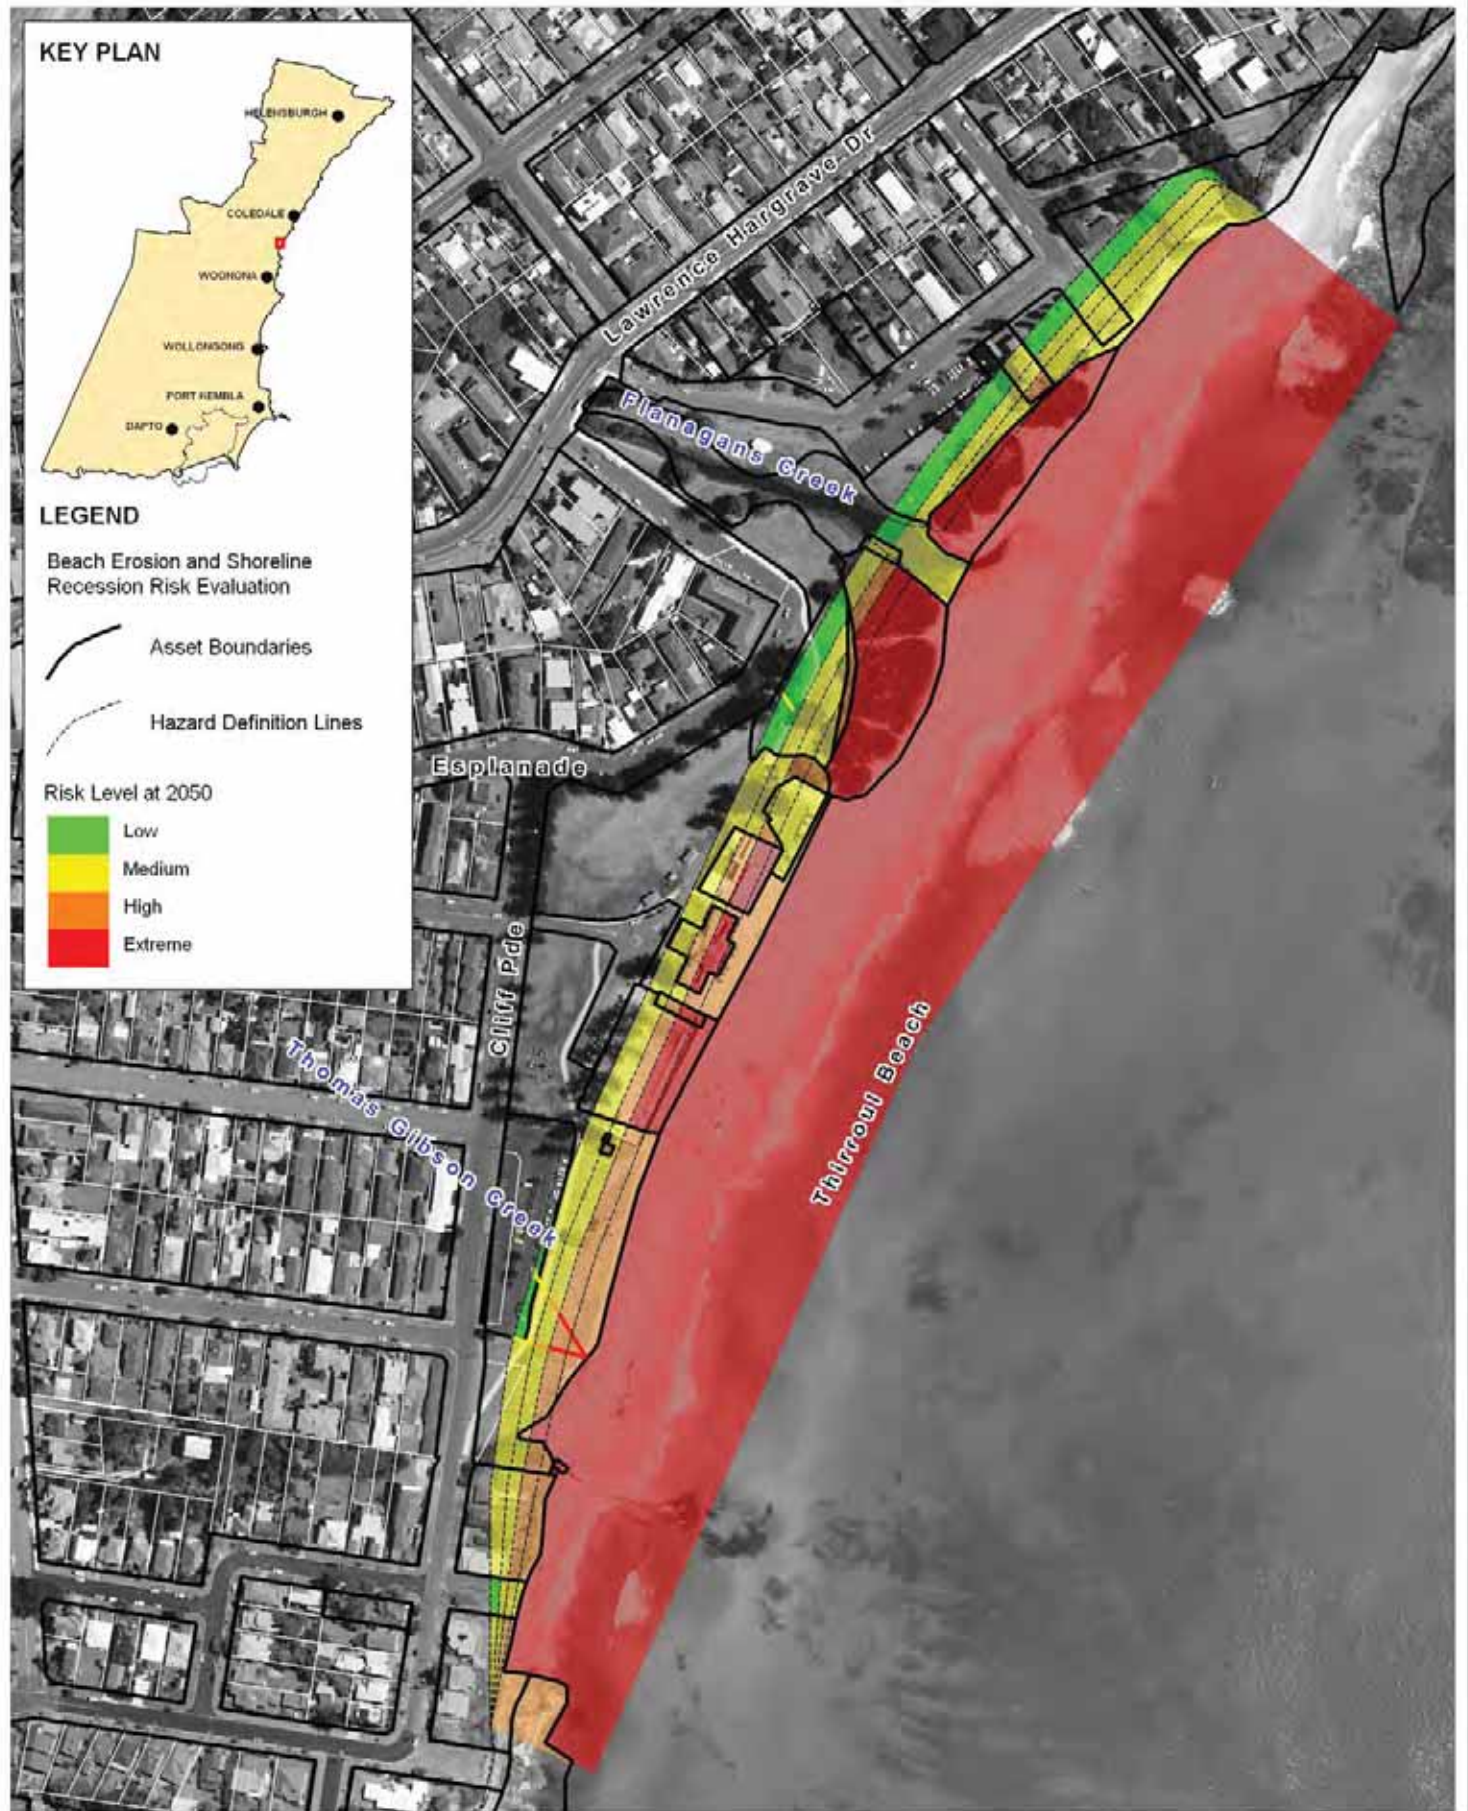 KEY PLAN
HELENSBURGH
COLEDALE
WOONONA
WOLLONGONG
PORT KEMBLA
DAPTO
LEGEND
Beach Erosion and Shoreline
Recession Risk Evaluation
Asset Boundaries
Hazard Definition Lines
Risk Level at 2050
Low
Medium
High
Extreme
Lawrence Hargrave Dr
Flanagans Creek
Esplanade
Cliff Pde
Thomas Gibson Creek
Thirroul Beach